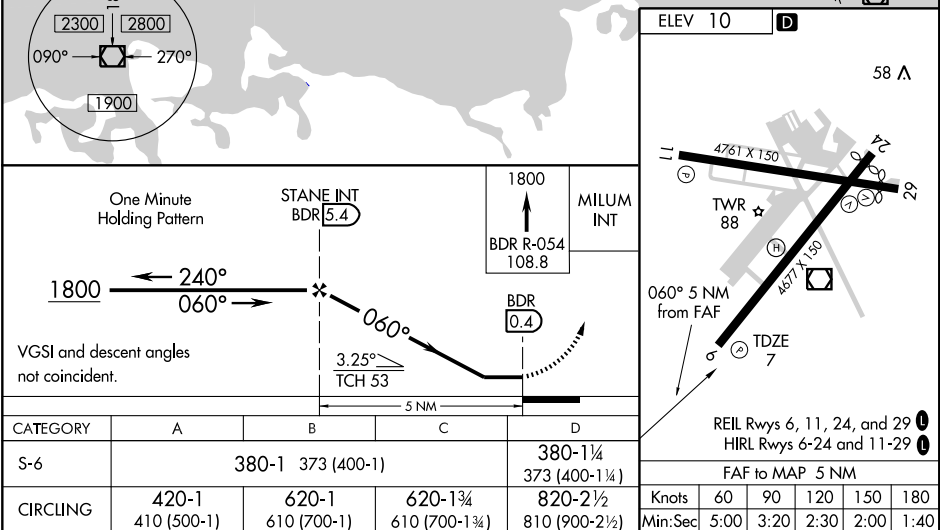 2300 2800
090° 270°
1900
One Minute
Holding Pattern
STANE INT
BDR 5.4
1800
BDR R-054
108.8
MILUM
INT
1800
240°
060°
060°
BDR
0.4
VGSI and descent angles
not coincident.
3.25°
TCH 53
5 NM
CATEGORY A B C D
S-6 380-1 373 (400-1) 380-1¼
373 (400-1¼)
CIRCLING 420-1 620-1 620-1¾ 820-2½
410 (500-1) 610 (700-1) 610 (700-1¾) 810 (900-2½)
ELEV 10 D
58
11
4761 X 150
24
29
P
TWR
88
V V
H
4677 X 150
060° 5 NM
from FAF
6
P
TDZE
7
REIL Rwys 6, 11, 24, and 29 L
HIRL Rwys 6-24 and 11-29 L
FAF to MAP 5 NM
Knots 60 90 120 150 180
Min:Sec 5:00 3:20 2:30 2:00 1:40